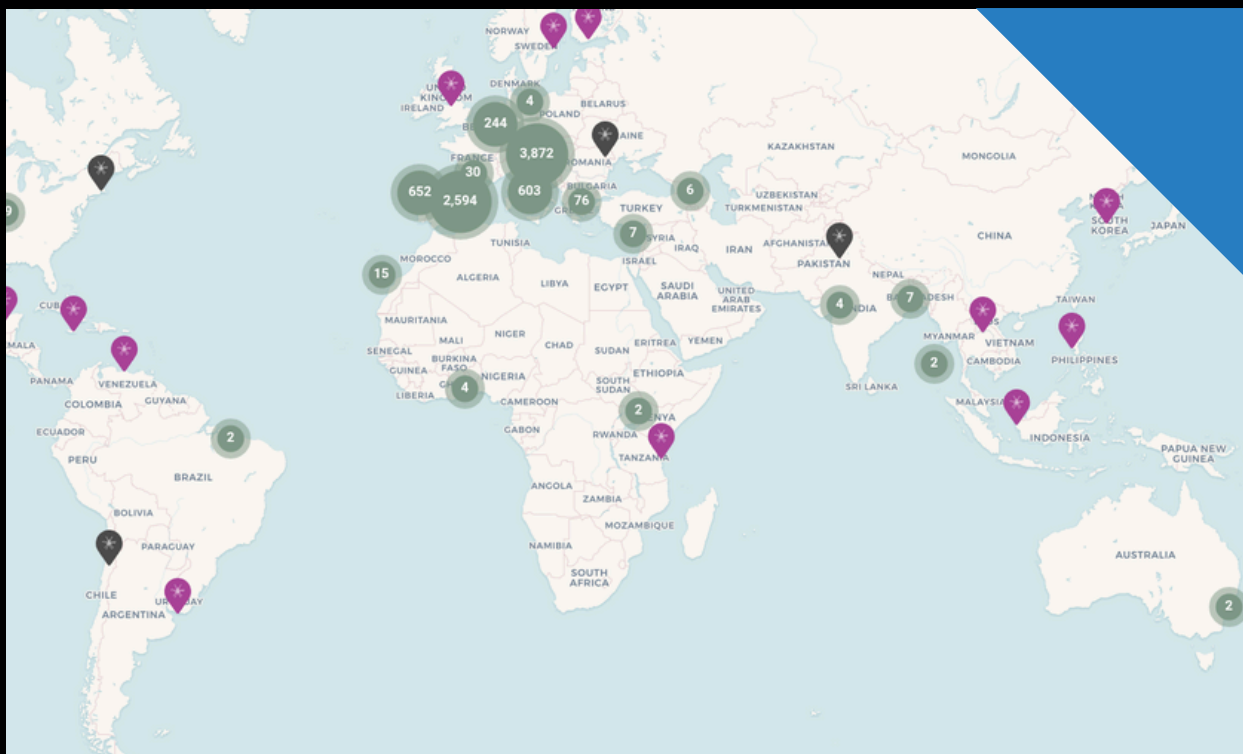 NORWAY
SWEDEN
DENMARK
IRELAND
BELARUS
POLAND
4
244
3,872
FRANCE
30
652
2,594
603
BULGARIA
76
KAZAKHSTAN
MONGOLIA
6
UZBEKISTAN
TURKMENISTAN
TURKEY
7
SYRIA
IRAQ
IRAN
AFGHANISTAN
PAKISTAN
CHINA
SOUTH
KOREA
JAPAN
9
TUNISIA
MOROCCO
15
ALGERIA
LIBYA
EGYPT
ISRAEL
SAUDI
ARABIA
UNITED
ARAB
EMIRATES
NEPAL
4
7
TAIWAN
MAURITANIA
MALI
NIGER
CHAD
SUDAN
ERITREA
YEMEN
MYANMAR
VIETNAM
CAMBODIA
PHILIPPINES
2
SENEGAL
GUINEA
BURKINA
FASO
NIGERIA
LIBERIA
4
CAMEROON
SOUTH
SUDAN
ETHIOPIA
SRI LANKA
MALAYSIA
INDONESIA
PAPUA NEW
GUINEA
PANAMA
VENEZUELA
COLOMBIA
GUYANA
ECUADOR
2
PERU
BRAZIL
GABON
RWANDA
2
TANZANIA
ANGOLA
ZAMBIA
MOZAMBIQUE
NAMIBIA
SOUTH
AFRICA
BOLIVIA
PARAGUAY
CHILE
ARGENTINA
AUSTRALIA
2